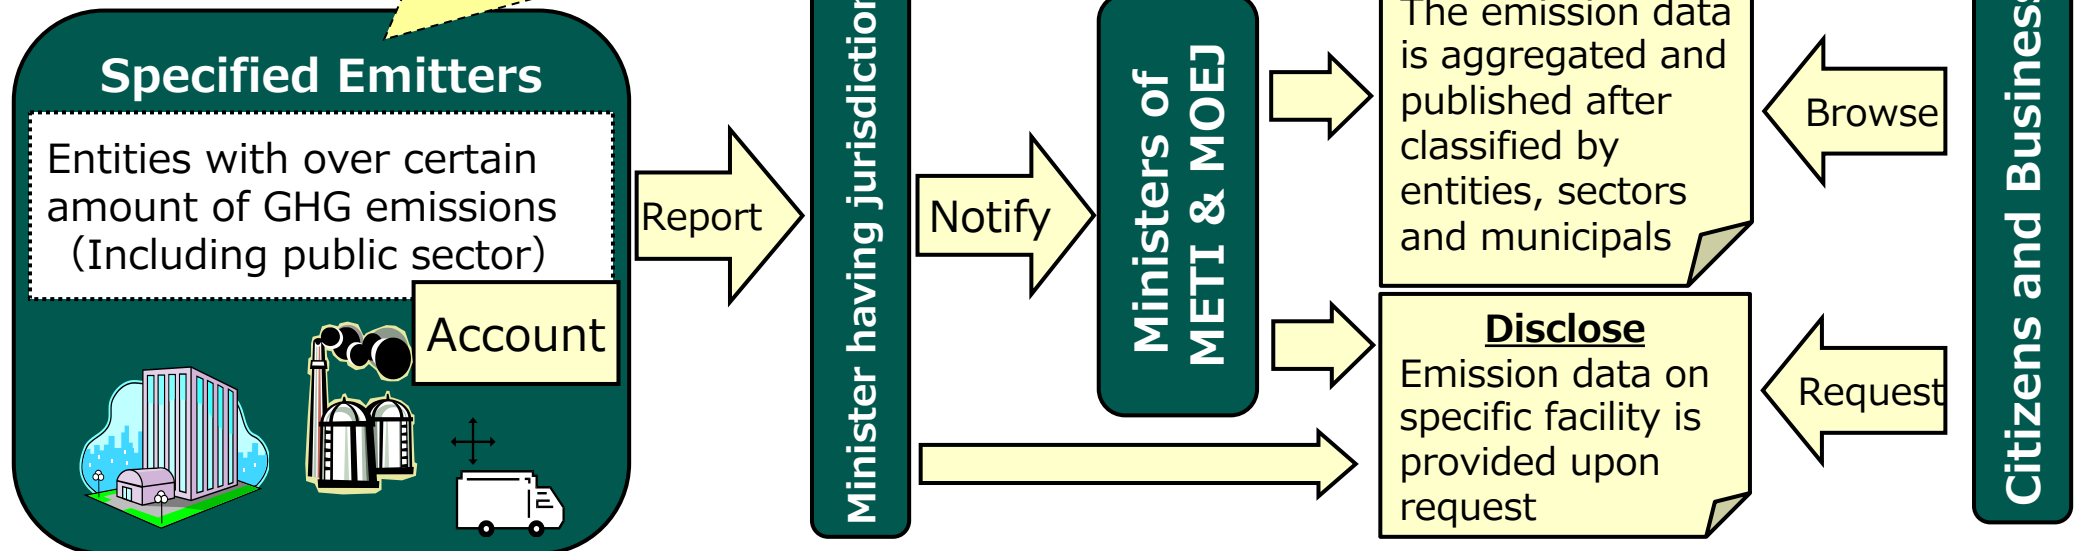 Specified Emitters
Entities with over certain
amount of GHG emissions
（Including public sector）
Account
Report
Minister having jurisdiction
Notify
Ministers of
METI & MOEJ
The emission data
is aggregated and
published after
classified by
entities, sectors
and municipals
Disclose
Emission data on
specific facility is
provided upon
request
Browse
Request
Citizens and Business